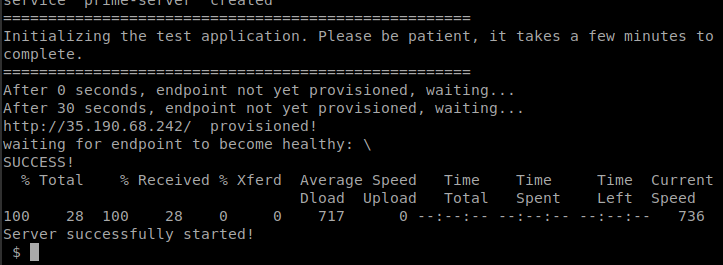 service "prime-server" created
====================================================
Initializing the test application. Please be patient, it takes a few minutes to
complete.
====================================================
After 0 seconds, endpoint not yet provisioned, waiting...
After 30 seconds, endpoint not yet provisioned, waiting...
http://35.190.68.242/  provisioned!
waiting for endpoint to become healthy: \
SUCCESS!
  % Total    % Received % Xferd  Average Speed   Time    Time     Time  Current
                                 Dload  Upload   Total   Spent    Left  Speed
100    28  100    28    0     0    717      0 --:--:-- --:--:-- --:--:--   736
Server successfully started!
$